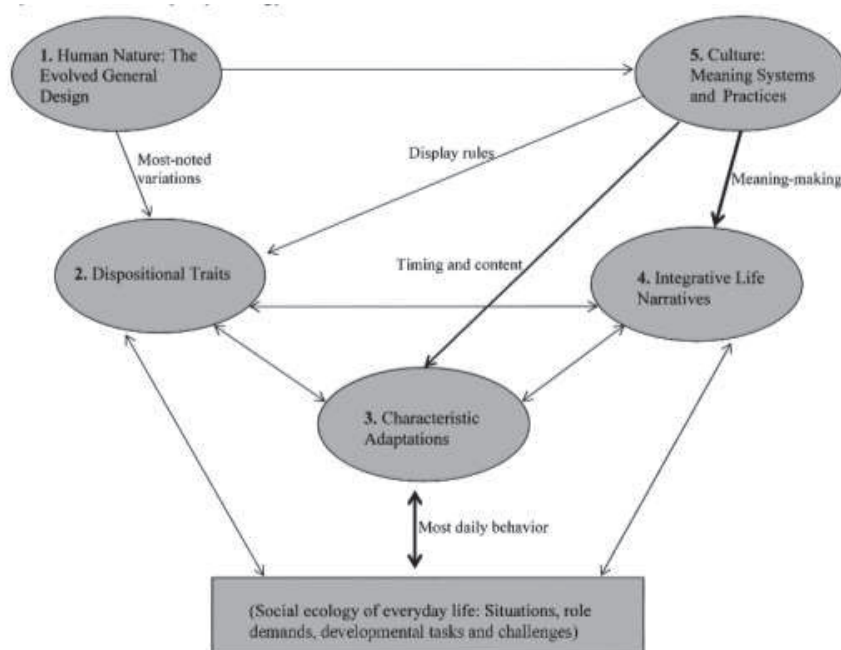 1. Human Nature: The
Evolved General
Design
5. Culture:
Meaning Systems
and Practices
Most-noted
variations
Display rules
Meaning-making
2. Dispositional Traits
Timing and content
4. Integrative Life
Narratives
3. Characteristic
Adaptations
Most daily behavior
(Social ecology of everyday life: Situations, role
demands, developmental tasks and challenges)